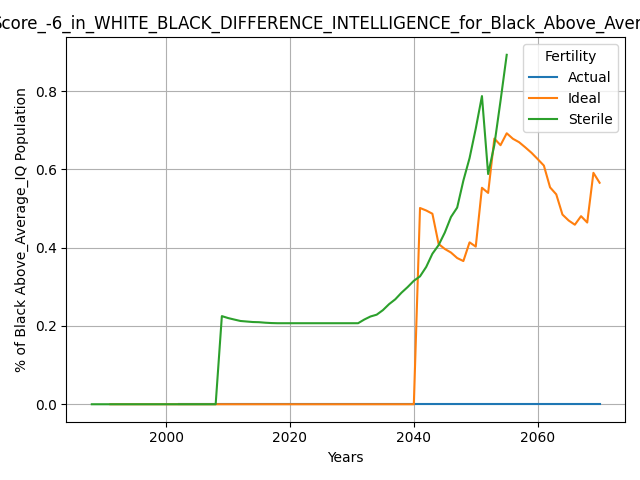 Score_-6_in_WHITE_BLACK_DIFFERENCE_INTELLIGENCE_for_Black_Above_Aver
% of Black Above_Average_IQ Population
0.8
0.6
0.4
0.2
0.0
Fertility
Actual
Ideal
Sterile
2000
2020
2040
2060
Years